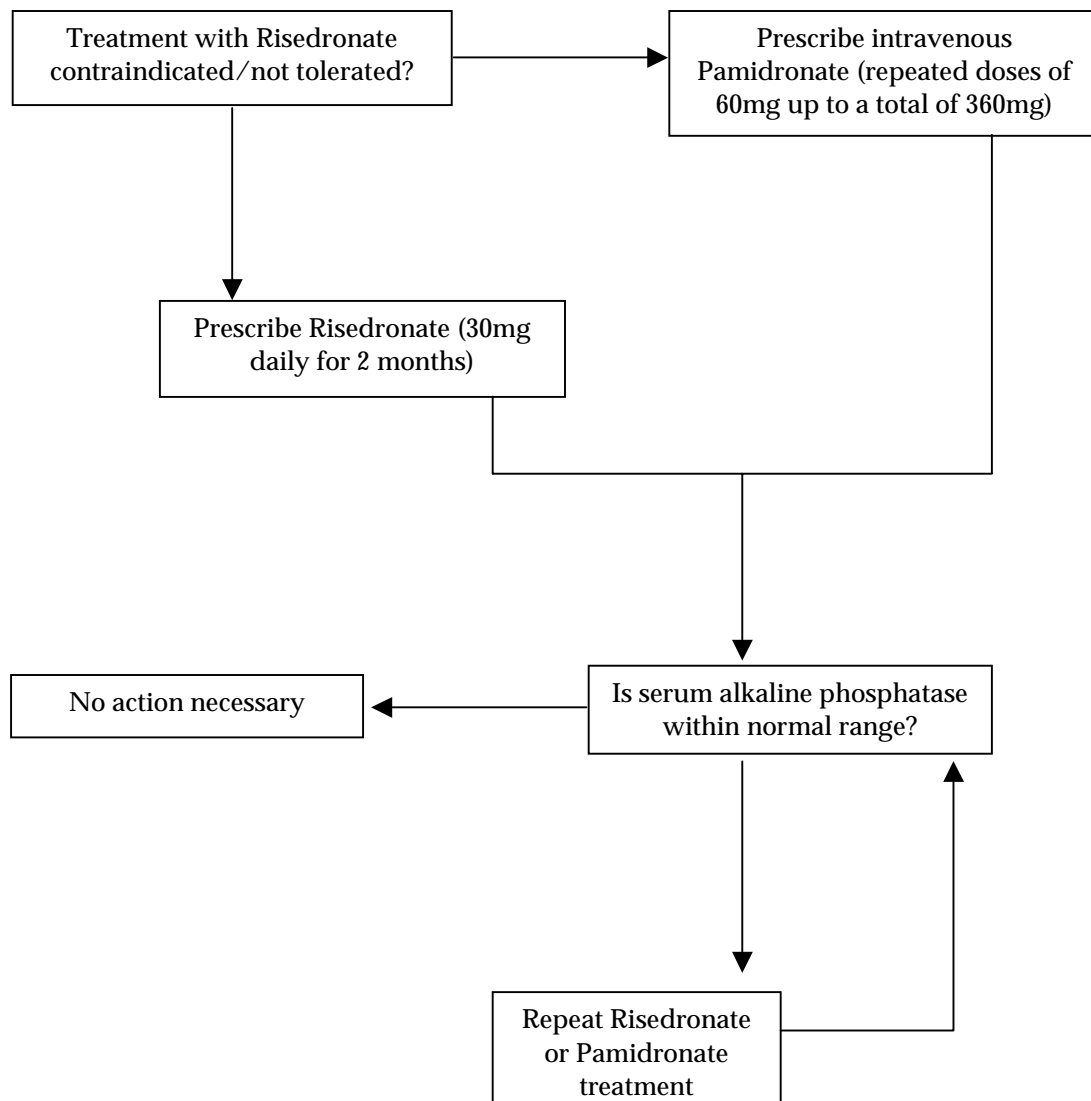 Treatment with Risedronate
contraindicated/not tolerated?
Prescribe intravenous
Pamidronate (repeated doses of
60mg up to a total of 360mg)
Prescribe Risedronate (30mg
daily for 2 months)
No action necessary
Is serum alkaline phosphatase
within normal range?
Repeat Risedronate
or Pamidronate
treatment